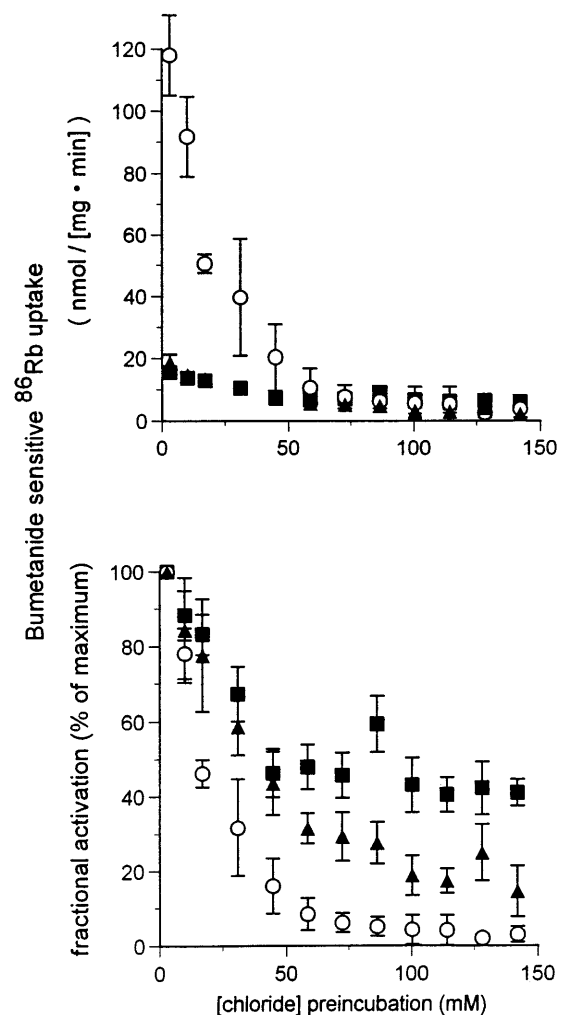 Bumetanide sensitive ⁸⁶Rb uptake
( nmol / [mg • min] )
120
100
80
60
40
20
0
0 50 100 150
fractional activation (% of maximum)
100
80
60
40
20
0
0 50 100 150
[chloride] preincubation (mM)